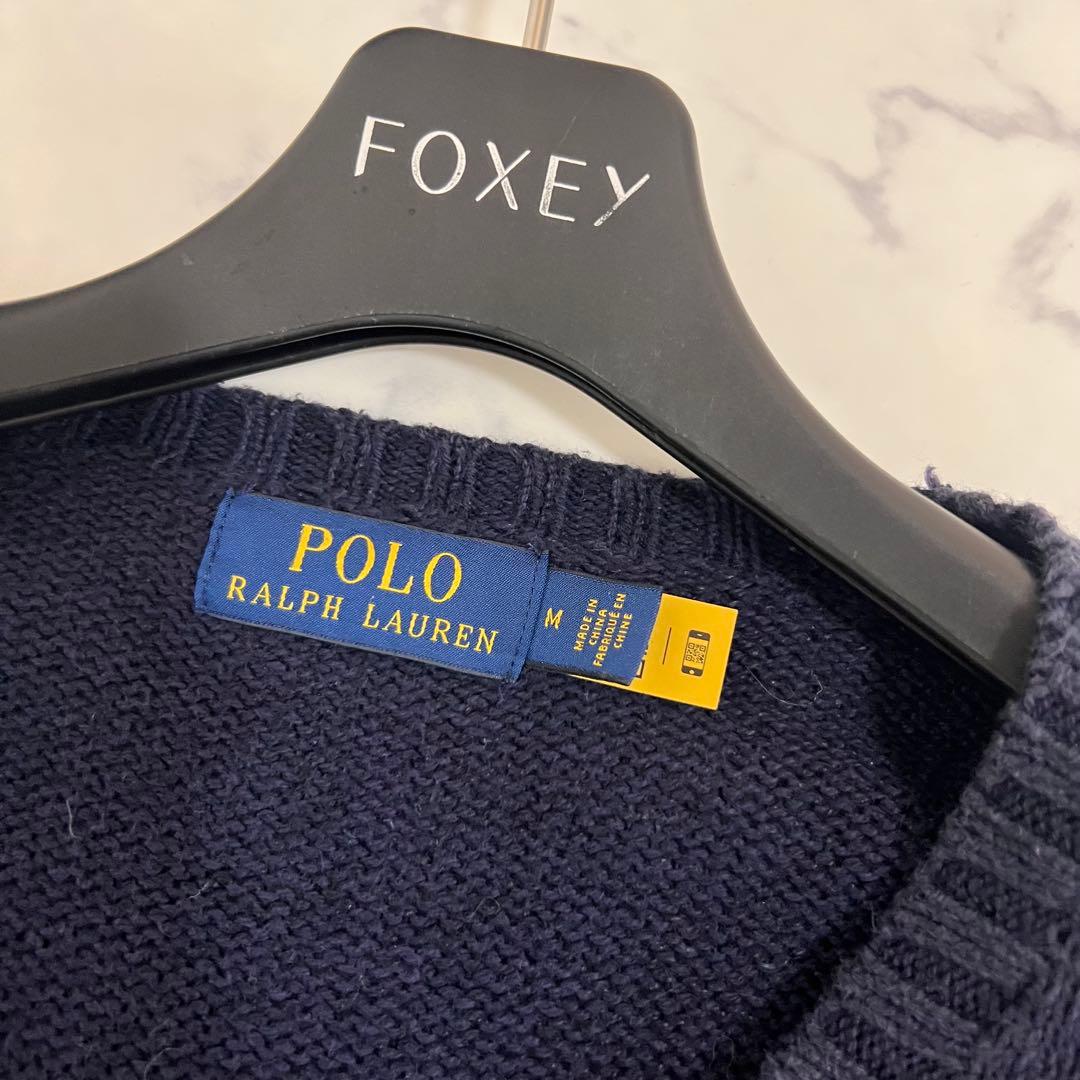 FOXEY
POLO
RALPH LAUREN
M
MADE IN
CHINA
FABRIQUÉ EN
CHINE